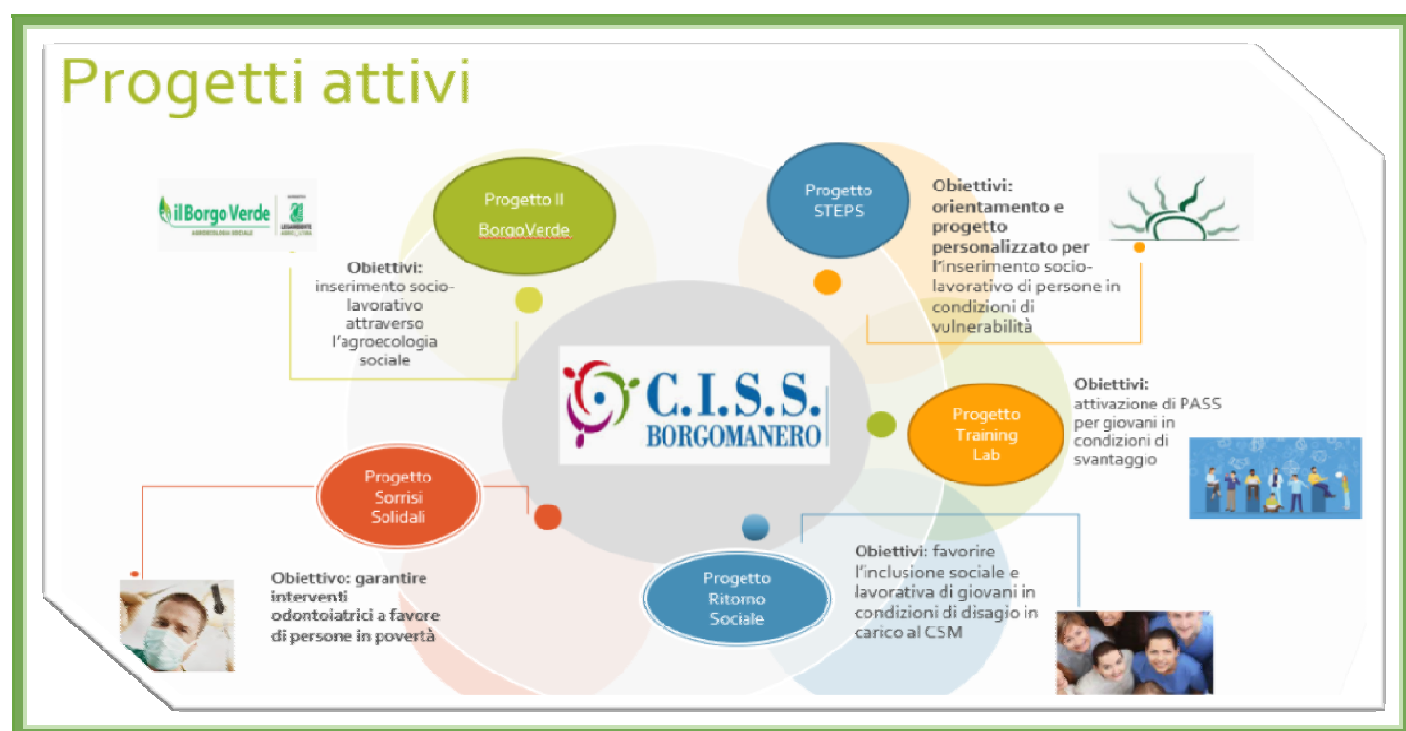 Progetti attivi
Progetto Il
BorgoVerde
ilBorgo Verde
AGROECOLOGIA SOCIALE
LEGAMBIENTE
Obiettivi:
inserimento socio-
lavorativo
attraverso
l'agroecologia
sociale
Progetto
STEPS
Obiettivi:
orientamento e
progetto
personalizzato per
l'inserimento socio-
lavorativo di persone in
condizioni di
vulnerabilità
C.I.S.S.
BORGOMANERO
Progetto
Training
Lab
Obiettivi:
attivazione di PASS
per giovani in
condizioni di
svantaggio
Progetto
Sorrisi
Solidali
Obiettivo: garantire
interventi
odontoiatrici a favore
di persone in povertà
Progetto
Ritorno
Sociale
Obiettivi: favorire
l'inclusione sociale e
lavorativa di giovani in
condizioni di disagio in
carico al CSM